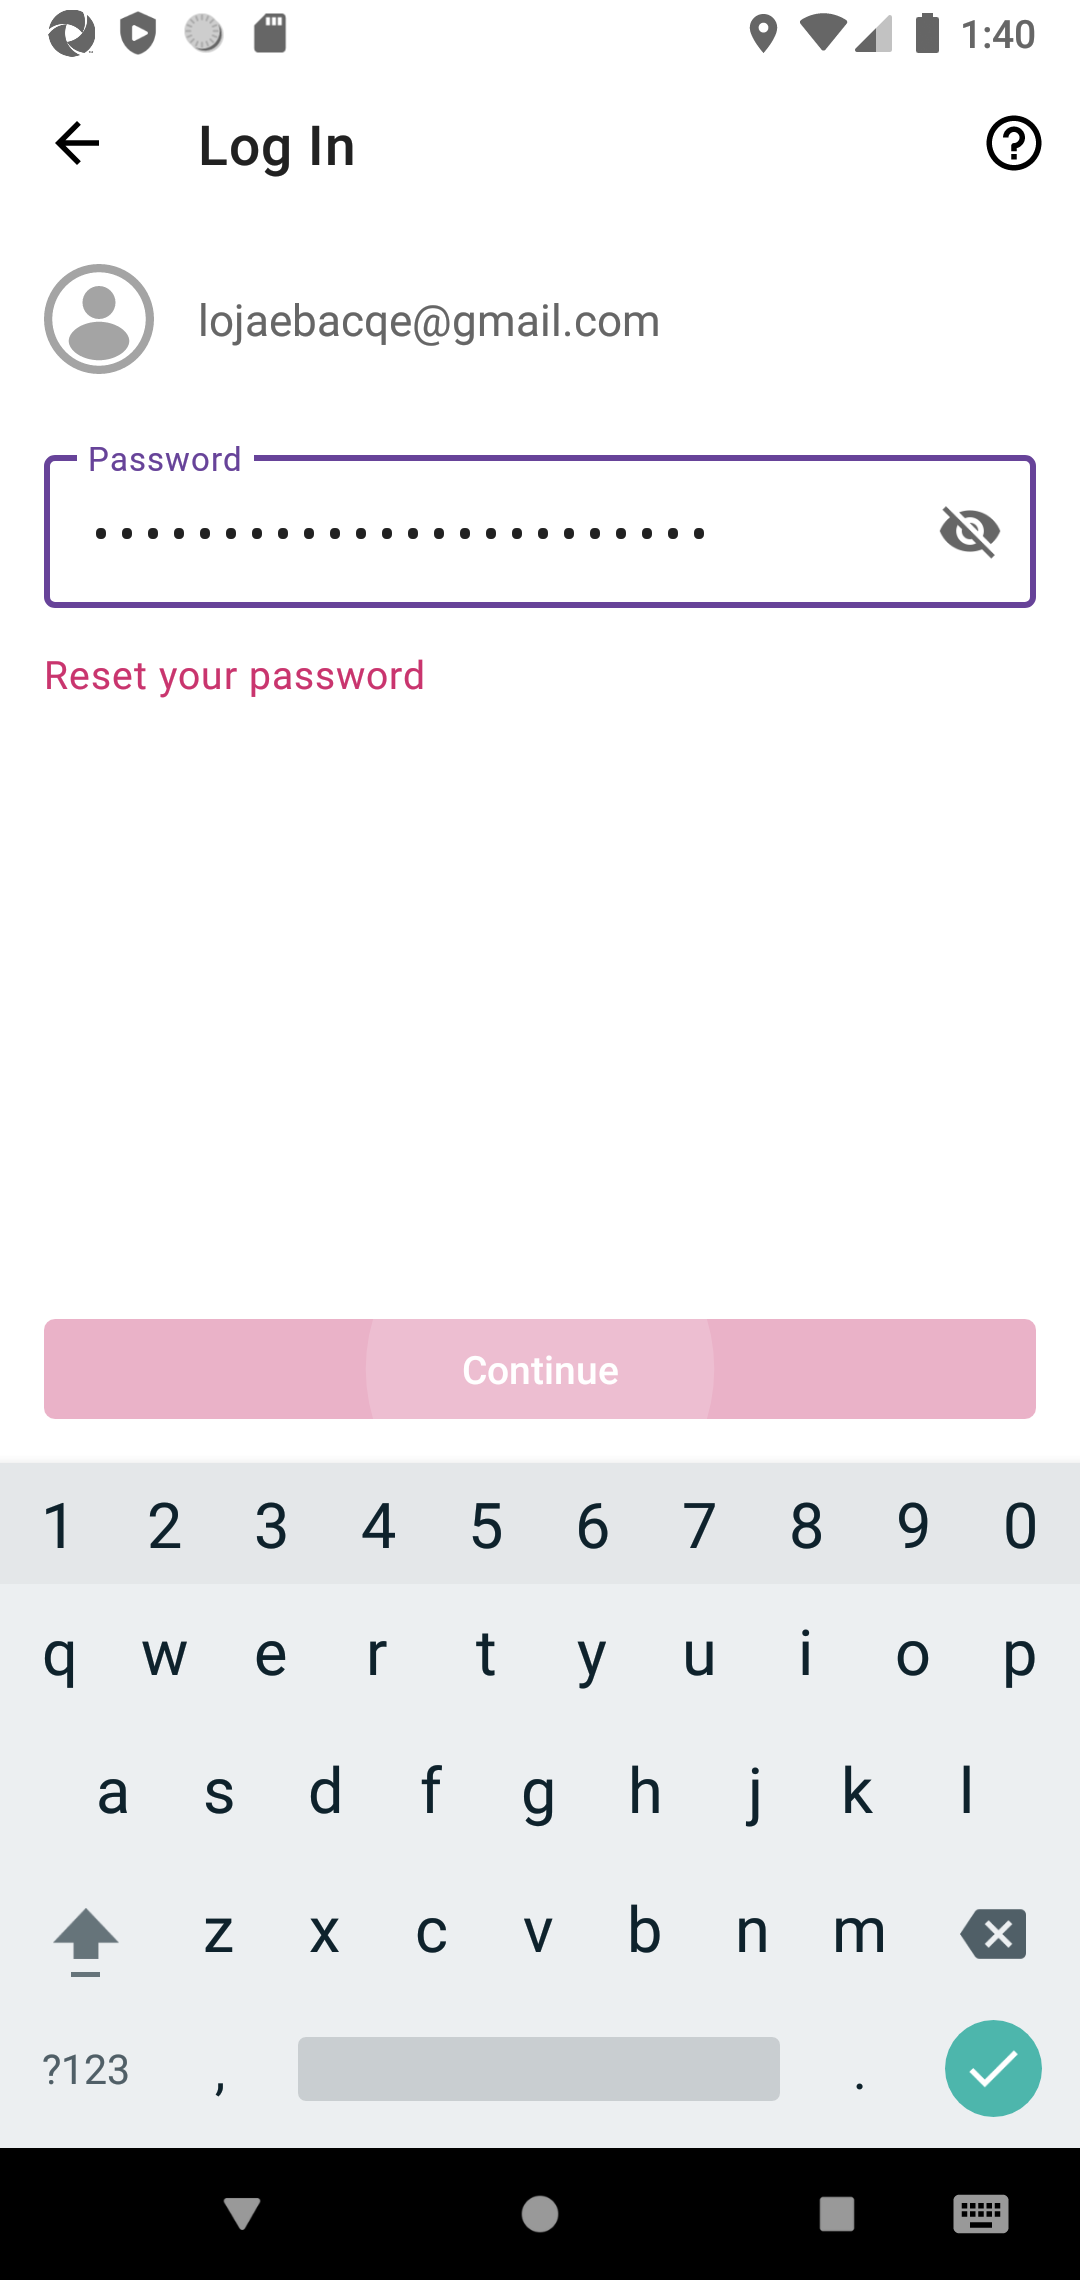 1:40
Log In
lojaebacqe@gmail.com
Password
••••••••••••••••••••••••
Reset your password
Continue
1 2 3 4 5 6 7 8 9 0
q w e r t y u i o p
a s d f g h j k l
z x c v b n m
?123 , .